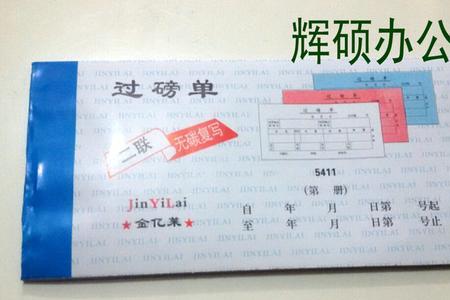 辉硕办公
过磅单
二联
无碳复写
5411
(第 册)
JinYiLai
自 年 月 日第 号起
★金亿莱★
至 年 月 日第 号止